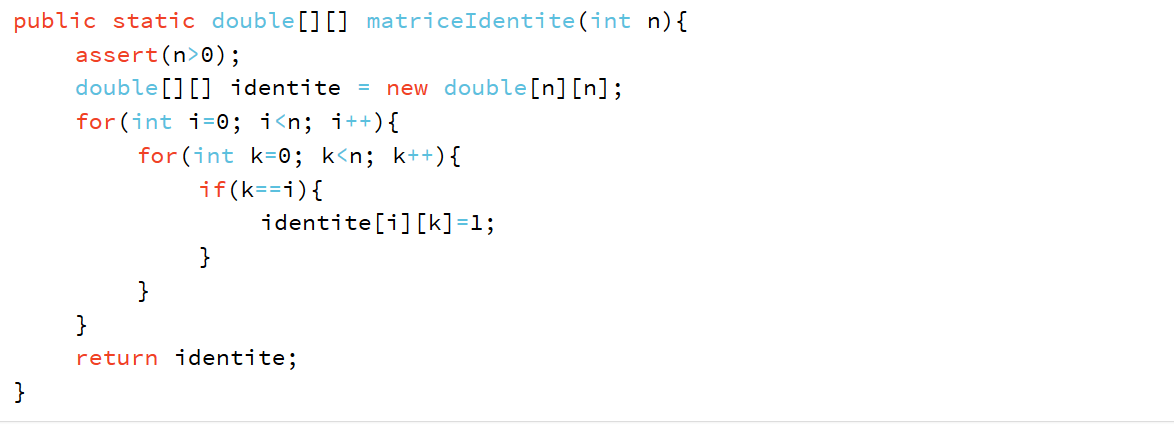 public static double[][] matriceIdentite(int n){
assert(n>0);
double[][] identite = new double[n][n];
for(int i=0; i<n; i++){
for(int k=0; k<n; k++){
if(k==i){
identite[i][k]=1;
}
}
}
return identite;
}